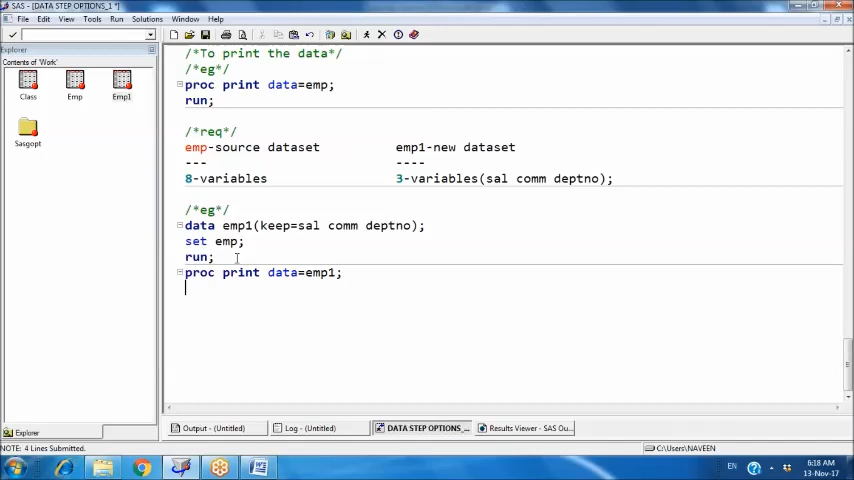 SAS - [DATA STEP OPTIONS_1 *]
File Edit View Tools Run Solutions Window Help
Explorer
Contents of 'Work'
Class Emp Emp1
Sasgopt
/*To print the data*/
/*eg*/
proc print data=emp;
run;
/*req*/
emp-source dataset emp1-new dataset
--- ----
8-variables 3-variables(sal comm deptno);
/*eg*/
data emp1(keep=sal comm deptno);
set emp;
run;
proc print data=emp1;
Explorer
Output - (Untitled) Log - (Untitled) DATA STEP OPTIONS_... Results Viewer - SAS Ou...
NOTE: 4 Lines Submitted. C:\Users\NAVEEN
EN 6:18 AM
13-Nov-17